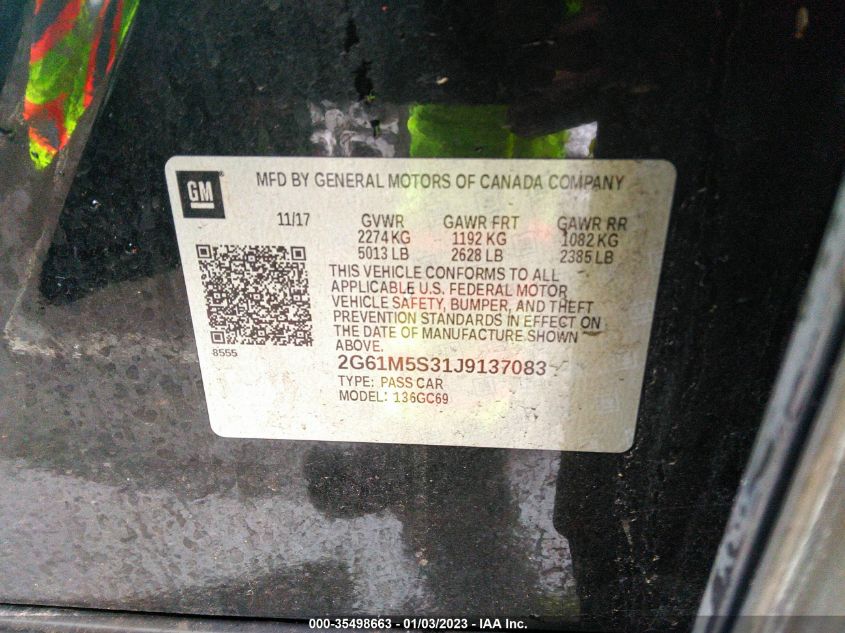 GM
MFD BY GENERAL MOTORS OF CANADA COMPANY
11/17 GVWR GAWR FRT GAWR RR
2274 KG 1192 KG 1082 KG
5013 LB 2628 LB 2385 LB
THIS VEHICLE CONFORMS TO ALL
APPLICABLE U.S. FEDERAL MOTOR
VEHICLE SAFETY, BUMPER, AND THEFT
PREVENTION STANDARDS IN EFFECT ON
THE DATE OF MANUFACTURE SHOWN
ABOVE.
8555
2G61M5S31J9137083
TYPE: PASS CAR
MODEL: 136GC69
000-35498663 - 01/03/2023 - IAA Inc.